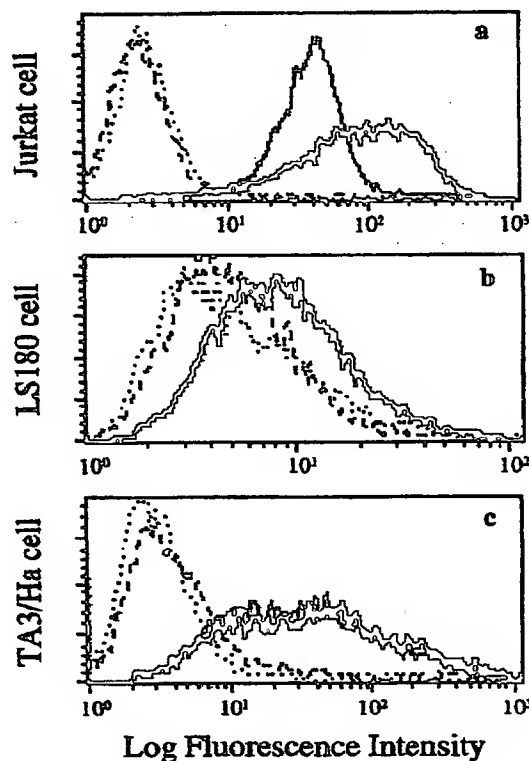 a
Jurkat cell
10⁰ 10¹ 10² 10³
b
LS180 cell
10⁰ 10¹ 10²
c
TA3/Ha cell
10⁰ 10¹ 10² 10³
Log Fluorescence Intensity